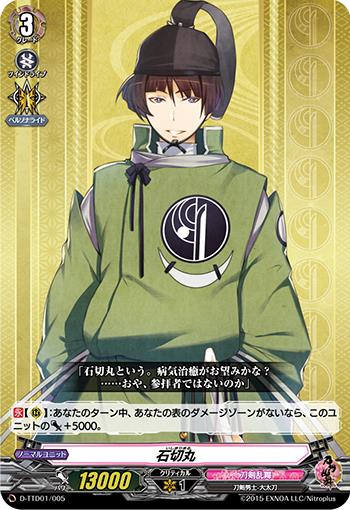 3
グレード
ツインドライブ
ペルソナライド
「石切丸という。病気治癒がお望みかな？
……おや、参拝者ではないのか」
永【】:あなたのターン中、あなたの表のダメージゾーンがないなら、このユ
ニットの+5000。
ノーマルユニット
石切丸
パワー 13000
クリティカル
1
刀剣乱舞
刀剣男士・大太刀
D-TTD01/005
©2015 EXNOA LLC/Nitroplus